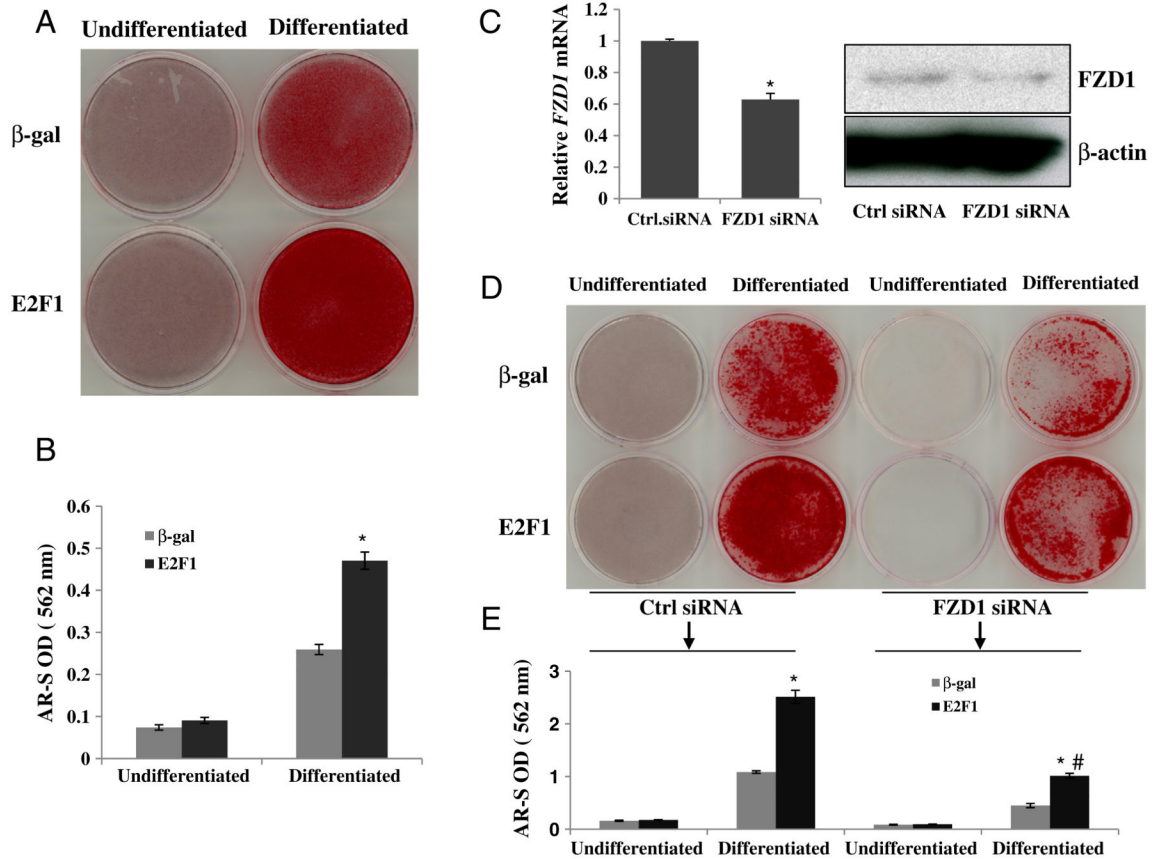 A
Undifferentiated Differentiated
β-gal
E2F1
B
AR-S OD ( 562 nm)
0.6
0.5
0.4
0.3
0.2
0.1
0
β-gal
E2F1
*
Undifferentiated Differentiated
C
Relative FZD1 mRNA
1.2
1
0.8
0.6
0.4
0.2
0
*
Ctrl.siRNA FZD1 siRNA
FZD1
β-actin
Ctrl siRNA FZD1 siRNA
D
Undifferentiated Differentiated Undifferentiated Differentiated
β-gal
E2F1
Ctrl siRNA FZD1 siRNA
E
AR-S OD ( 562 nm)
3
2
1
0
β-gal
E2F1
*
* #
Undifferentiated Differentiated Undifferentiated Differentiated